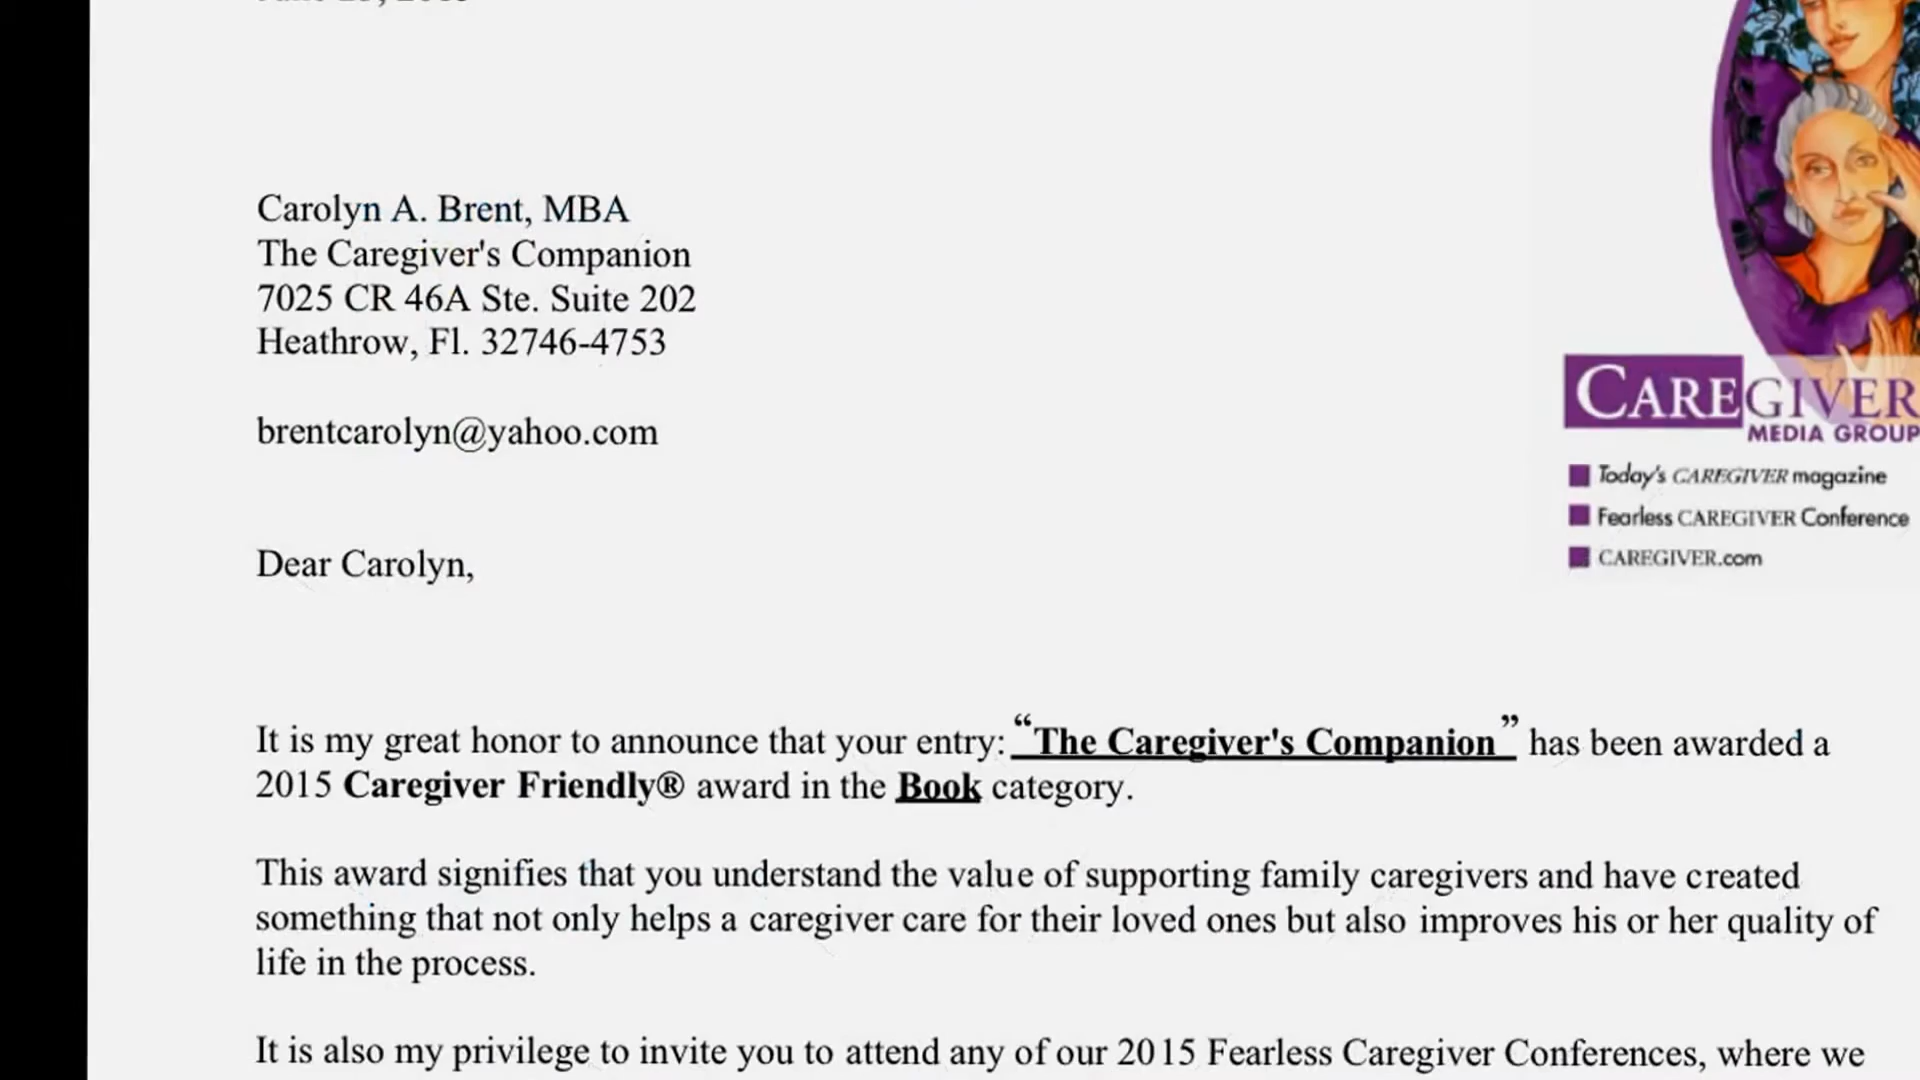 Carolyn A. Brent, MBA
The Caregiver's Companion
7025 CR 46A Ste. Suite 202
Heathrow, Fl. 32746-4753
brentcarolyn@yahoo.com
CAREGIVER
MEDIA GROUP
Today's CAREGIVER magazine
Fearless CAREGIVER Conference
CAREGIVER.com
Dear Carolyn,
It is my great honor to announce that your entry: “The Caregiver's Companion” has been awarded a
2015 Caregiver Friendly® award in the Book category.
This award signifies that you understand the value of supporting family caregivers and have created
something that not only helps a caregiver care for their loved ones but also improves his or her quality of
life in the process.
It is also my privilege to invite you to attend any of our 2015 Fearless Caregiver Conferences, where we